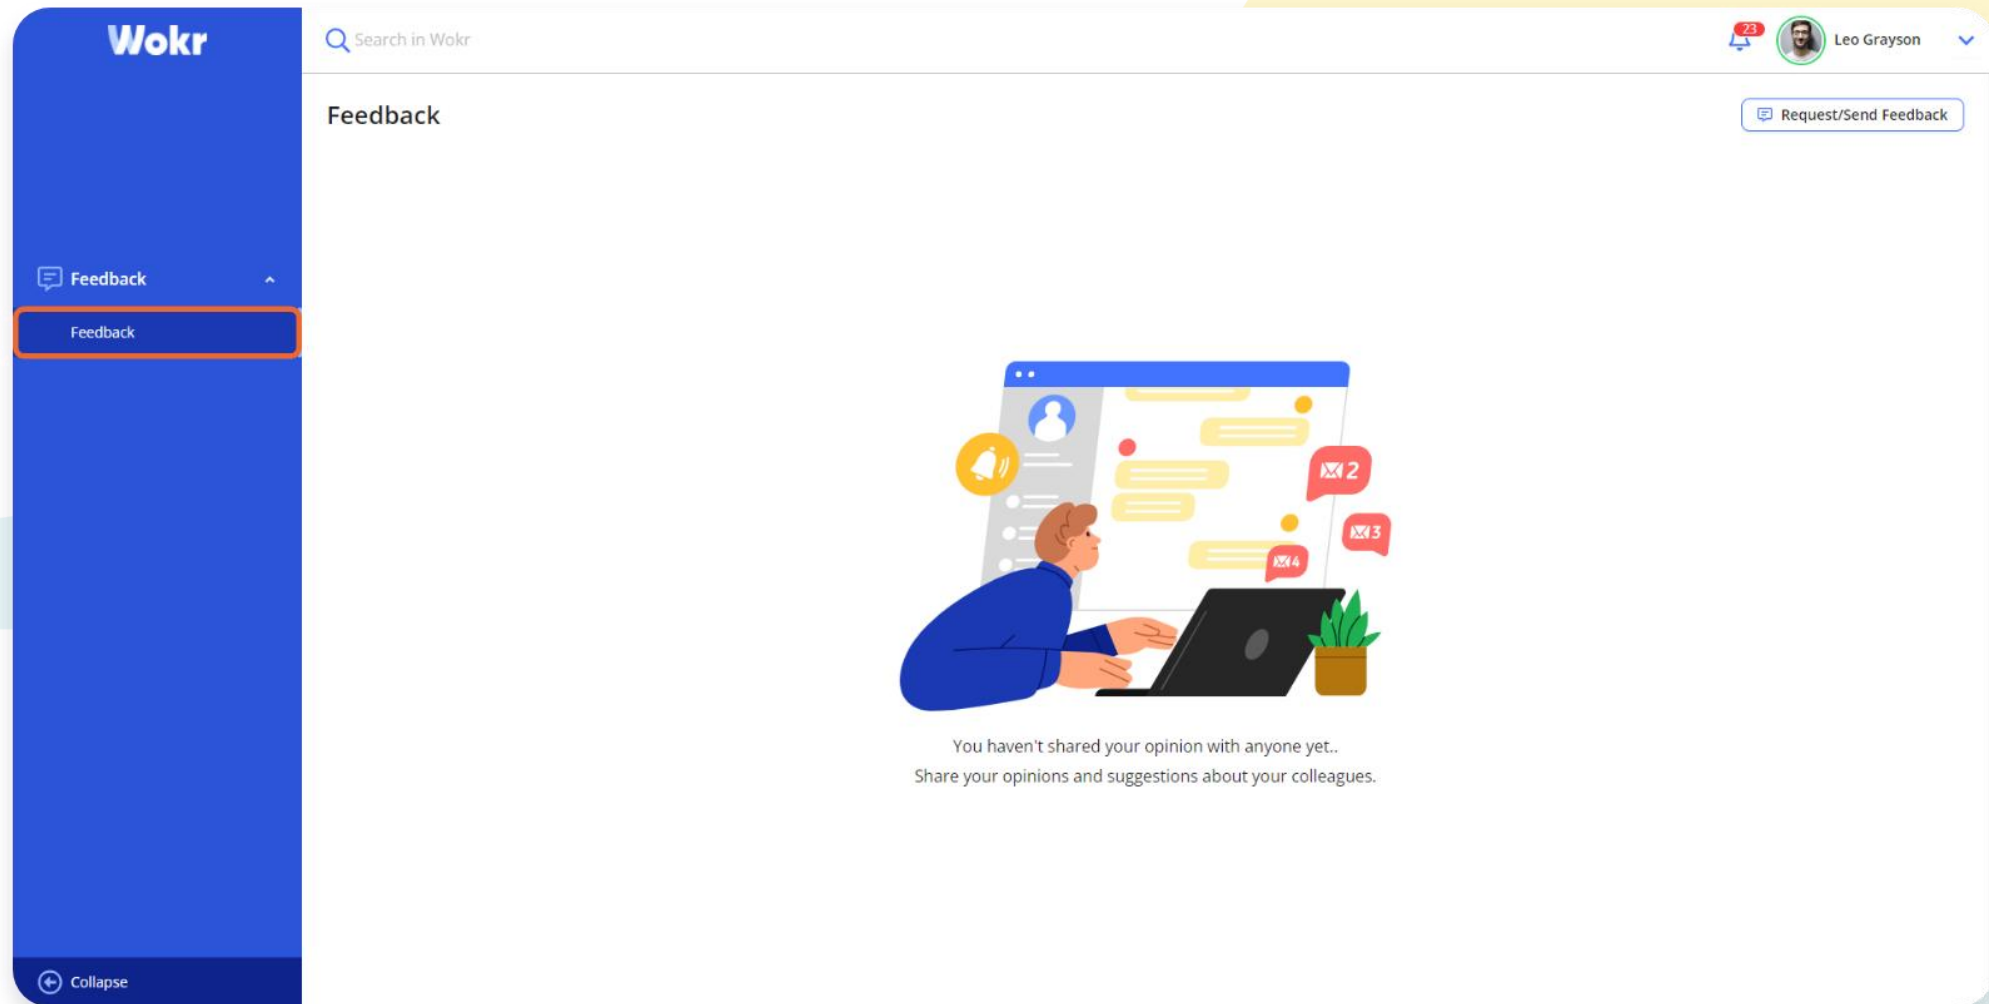 Wokr
Search in Wokr
23
Leo Grayson
Feedback
Request/Send Feedback
Feedback
Feedback
2
3
4
You haven't shared your opinion with anyone yet..
Share your opinions and suggestions about your colleagues.
Collapse